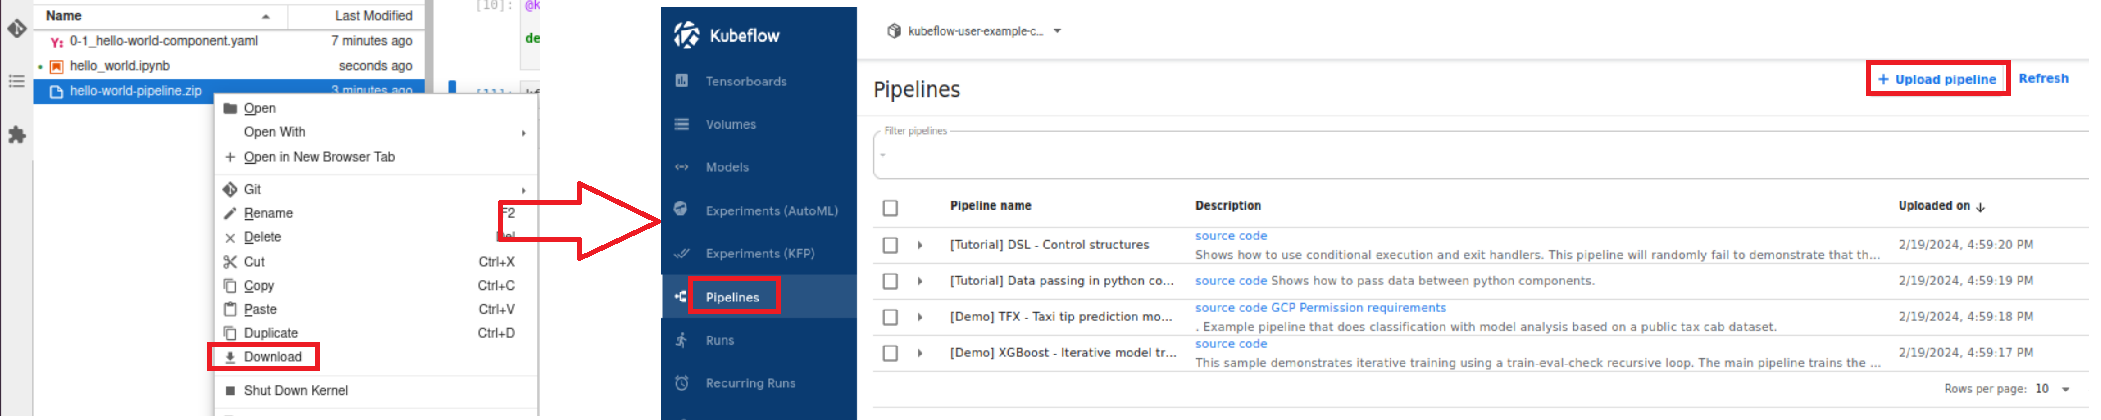 Name Last Modified
0-1_hello-world-component.yaml 7 minutes ago
hello_world.ipynb seconds ago
hello-world-pipeline.zip 3 minutes ago
Open
Open With
Open in New Browser Tab
Git
Rename F2
Delete Del
Cut Ctrl+X
Copy Ctrl+C
Paste Ctrl+V
Duplicate Ctrl+D
Download
Shut Down Kernel
[10]: @k
de
Kubeflow
Tensorboards
Volumes
Models
Experiments (AutoML)
Experiments (KFP)
Pipelines
Runs
Recurring Runs
kubeflow-user-example-c...
Pipelines
+ Upload pipeline Refresh
Filter pipelines
Pipeline name Description Uploaded on
[Tutorial] DSL - Control structures source code 2/19/2024, 4:59:20 PM
Shows how to use conditional execution and exit handlers. This pipeline will randomly fail to demonstrate that th...
[Tutorial] Data passing in python co... source code Shows how to pass data between python components. 2/19/2024, 4:59:19 PM
[Demo] TFX - Taxi tip prediction mo... source code GCP Permission requirements 2/19/2024, 4:59:18 PM
. Example pipeline that does classification with model analysis based on a public tax cab dataset.
[Demo] XGBoost - Iterative model tr... source code 2/19/2024, 4:59:17 PM
This sample demonstrates iterative training using a train-eval-check recursive loop. The main pipeline trains the ...
Rows per page: 10